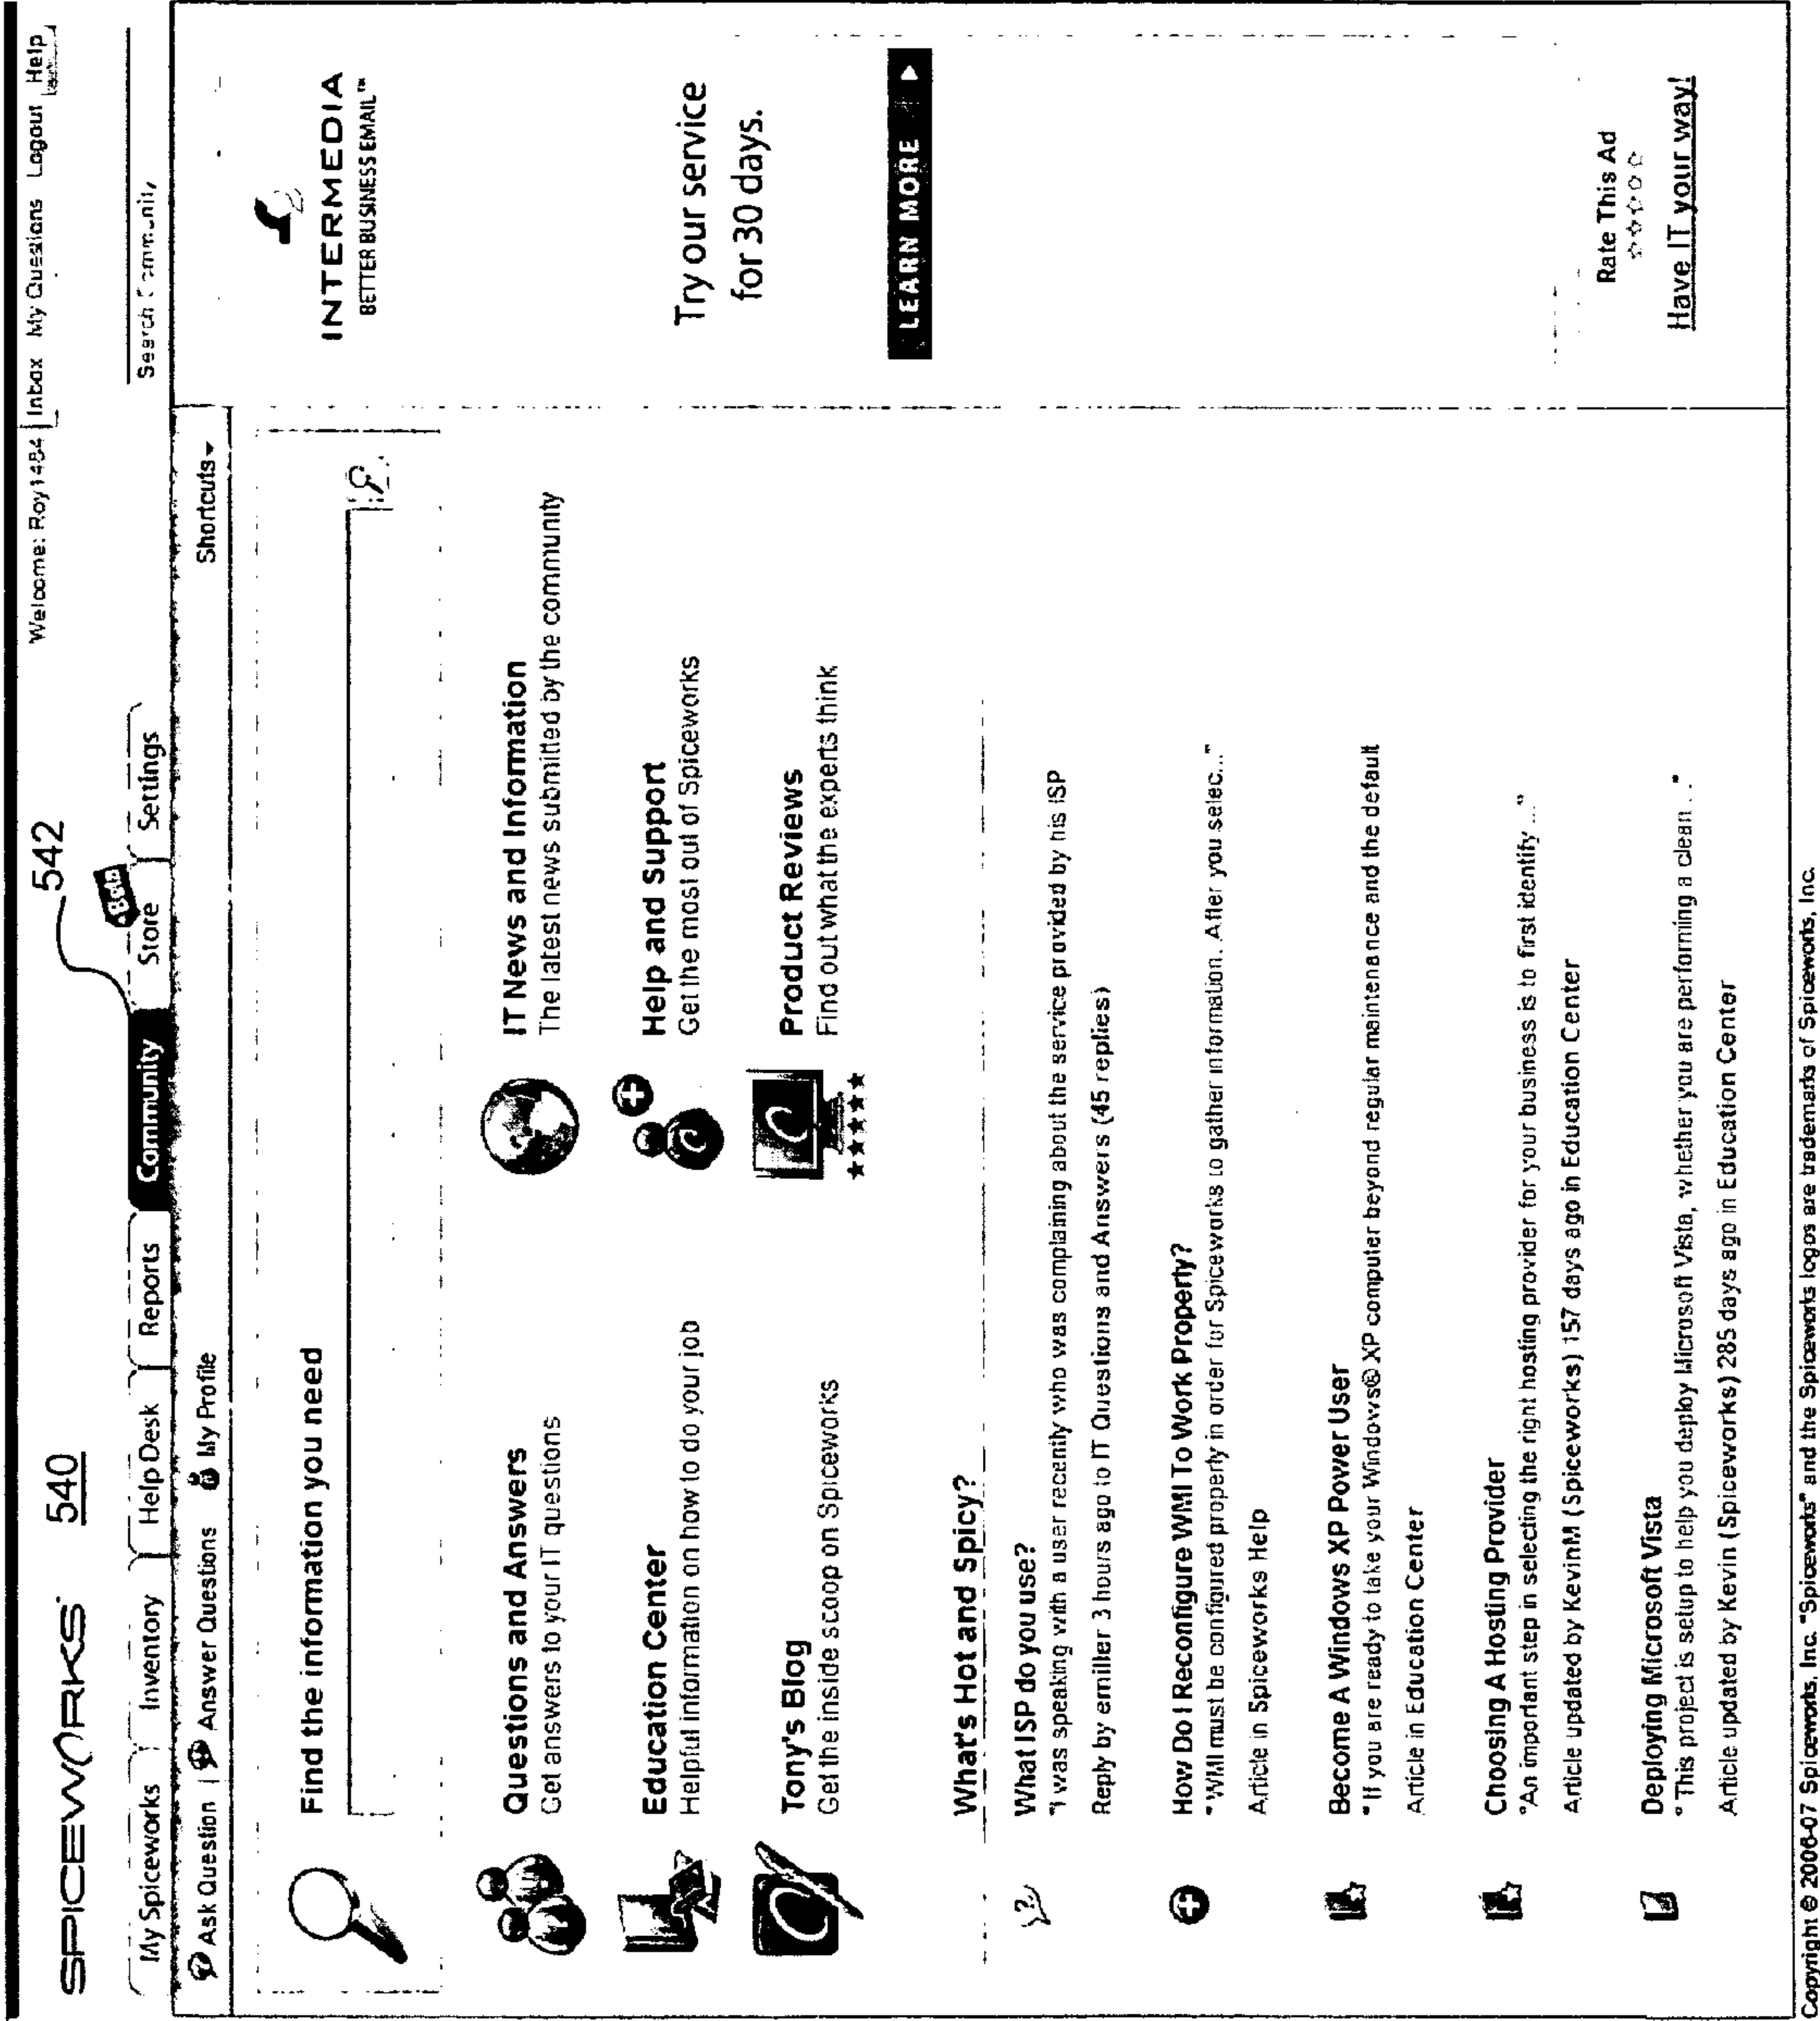 Welcome: Roy1484 | Inbox My Questions Logout Help
SPICEWORKS
540
542
Search Community
My Spiceworks Inventory Help Desk Reports Community Store Beta Settings
Ask Question | Answer Questions My Profile Shortcuts
Find the information you need
Questions and Answers
Get answers to your IT questions
IT News and Information
The latest news submitted by the community
Education Center
Helpful information on how to do your job
Help and Support
Get the most out of Spiceworks
Tony's Blog
Get the inside scoop on Spiceworks
Product Reviews
Find out what the experts think
What's Hot and Spicy?
What ISP do you use?
"I was speaking with a user recently who was complaining about the service provided by his ISP
Reply by emiller 3 hours ago to IT Questions and Answers (45 replies)
How Do I Reconfigure WMI To Work Property?
"WMI must be configured property in order for Spiceworks to gather information. After you selec..."
Article in Spiceworks Help
Become A Windows XP Power User
"If you are ready to take your Windows® XP computer beyond regular maintenance and the default
Article in Education Center
Choosing A Hosting Provider
"An important step in selecting the right hosting provider for your business is to first identify ..."
Article updated by KevinM (Spiceworks) 157 days ago in Education Center
Deploying Microsoft Vista
"This project is setup to help you deploy Microsoft Vista, whether you are performing a clean ..."
Article updated by Kevin (Spiceworks) 285 days ago in Education Center
INTERMEDIA
BETTER BUSINESS EMAIL™
Try our service
for 30 days.
LEARN MORE
Rate This Ad
Have IT your way!
Copyright © 2006-07 Spiceworks, Inc. "Spiceworks" and the Spiceworks logos are trademarks of Spiceworks, Inc.